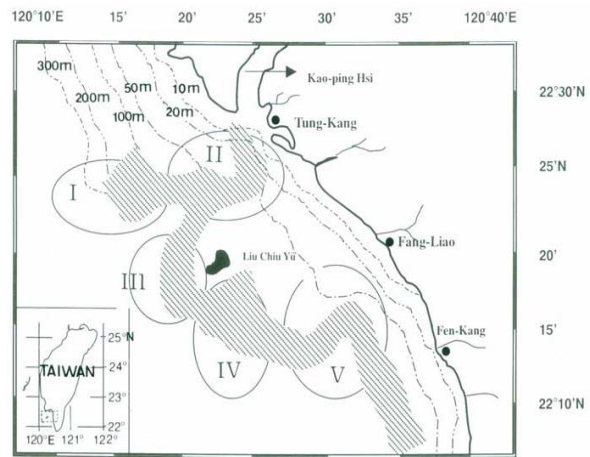 120°10'E 15' 20' 25' 30' 35' 120°40'E
300m
200m
100m
50m
20m
10m
Kao-ping Hsi
22°30'N
Tung-Kang
I
II
25'N
Fang-Liao
20'
Liu Chiu Yu
III
Fen-Kang
15'
IV
V
22°10'N
25°N
TAIWAN
24°
23°
22°
120°E 121° 122°